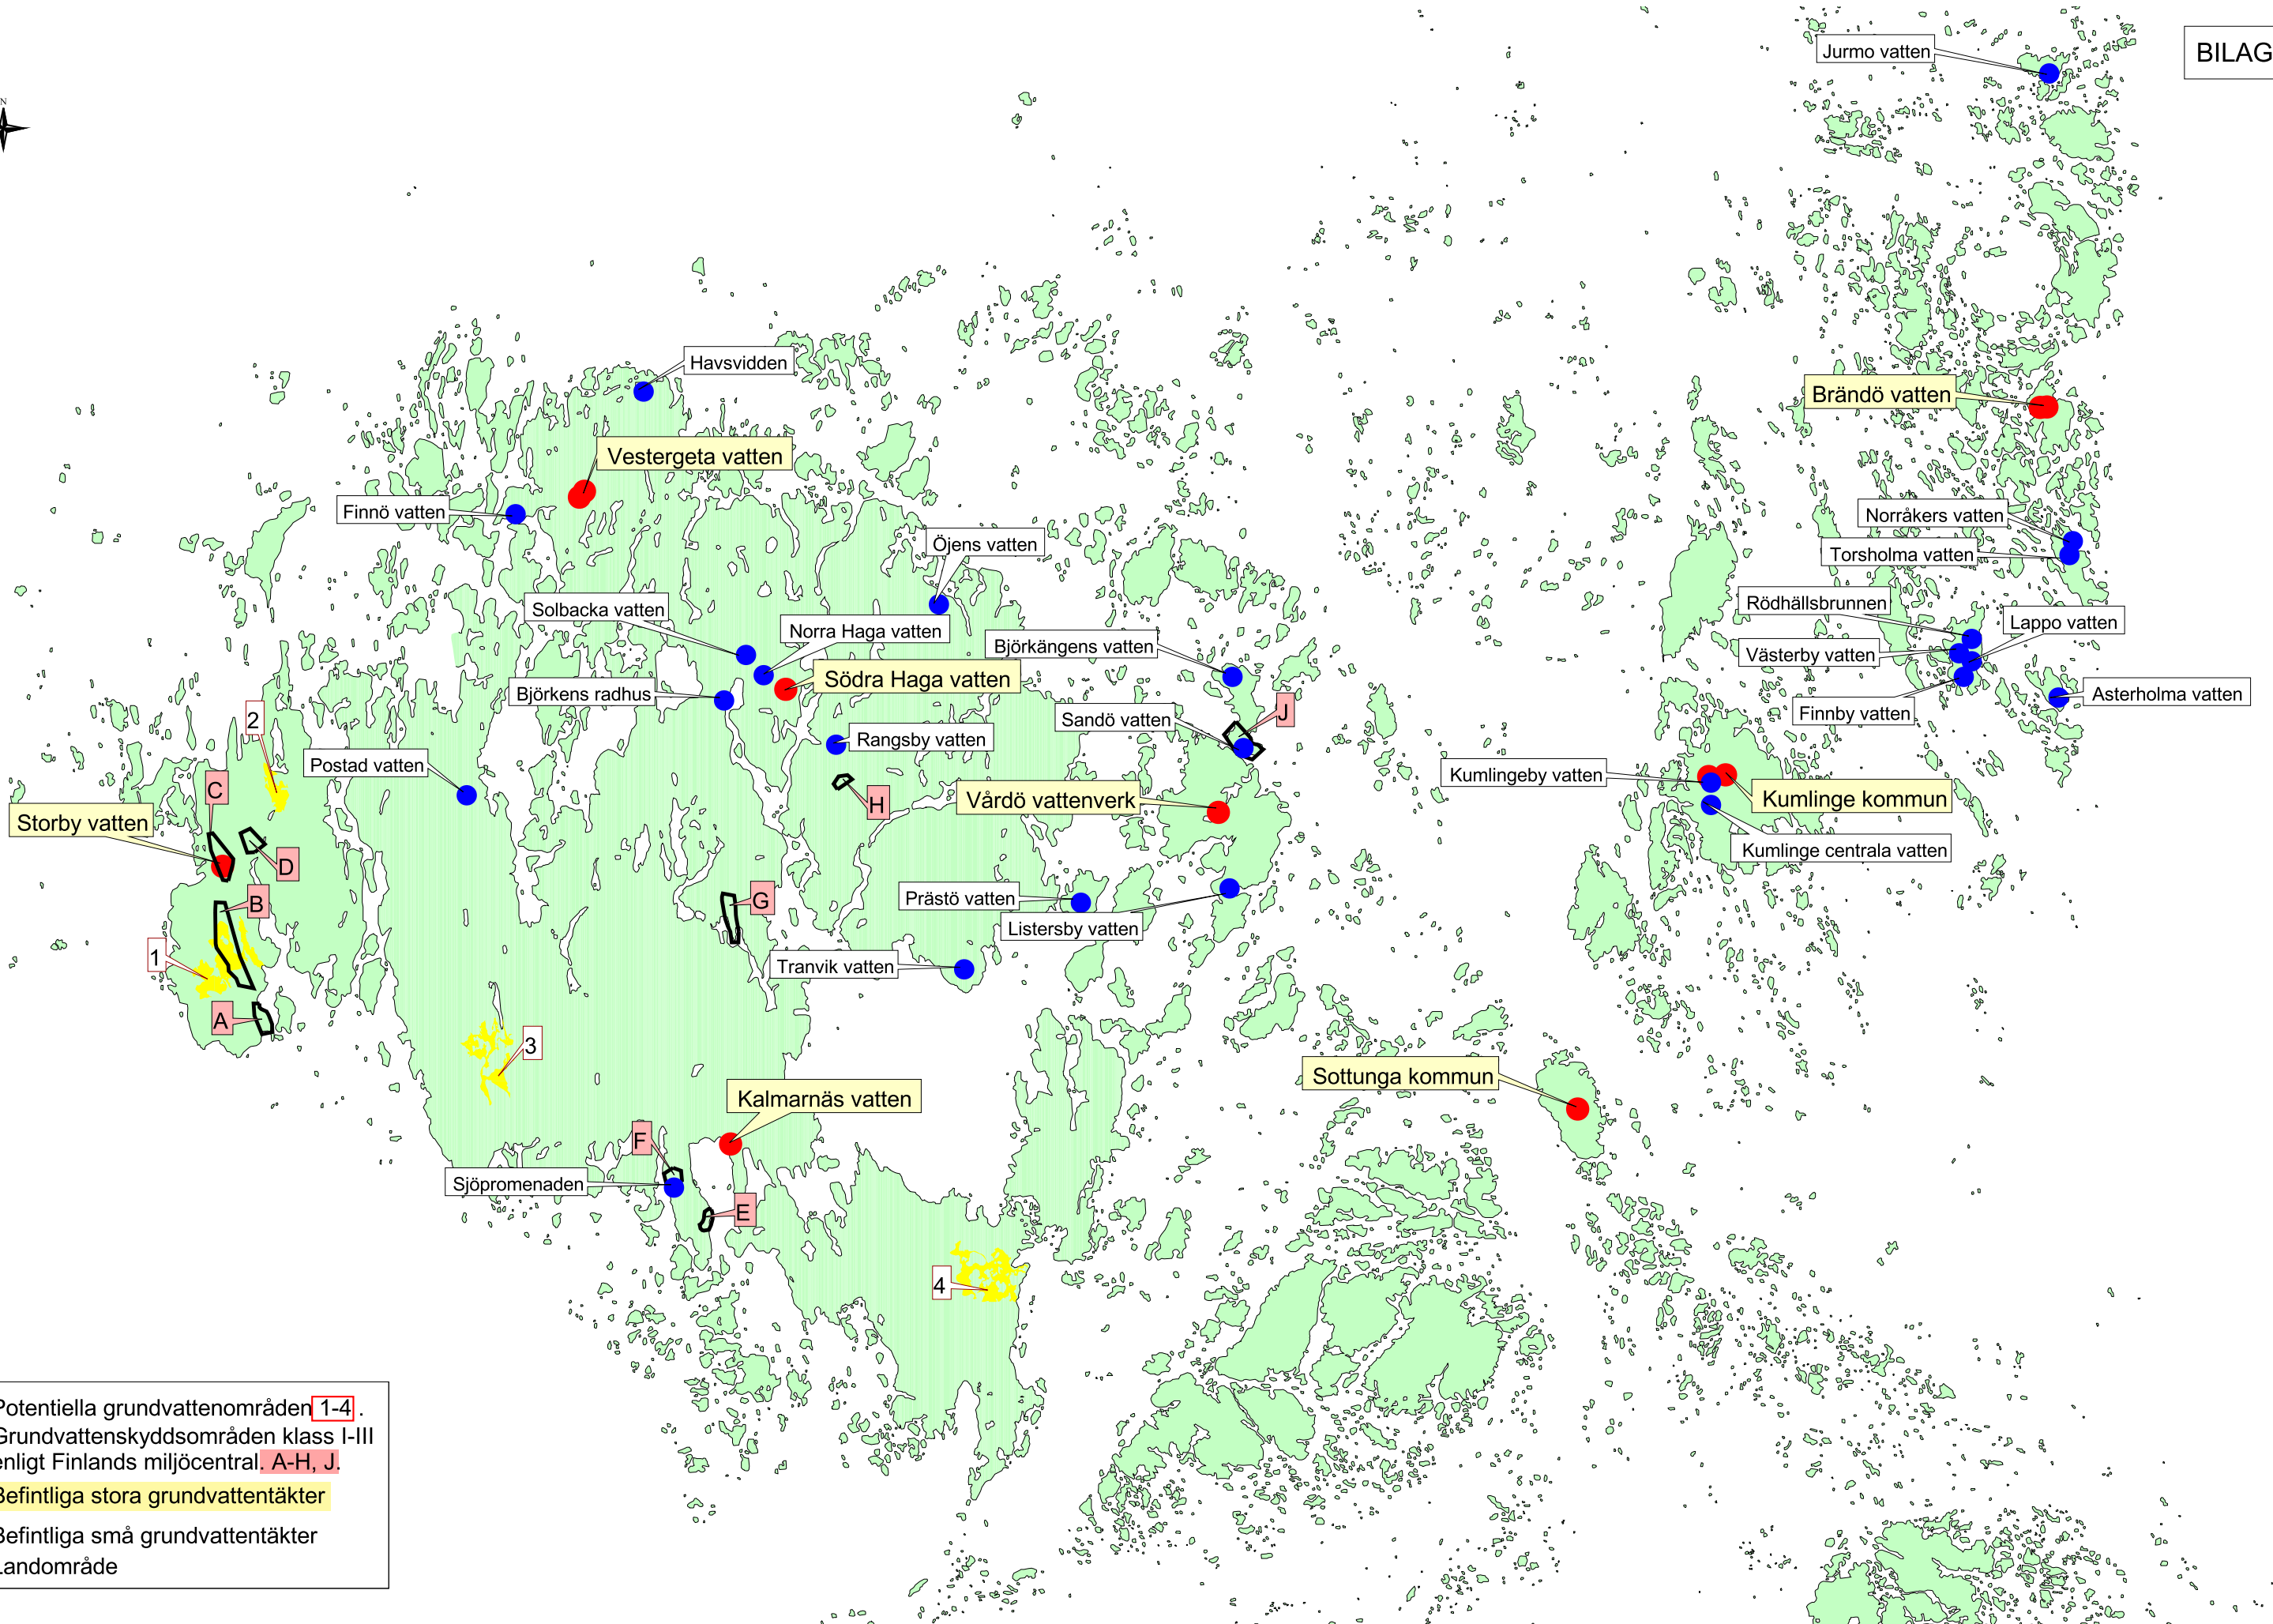 Jurmo vatten
BILAG
N
Havsvidden
Brändö vatten
Vestergeta vatten
Finnö vatten
Norråkers vatten
Öjens vatten
Torsholma vatten
Solbacka vatten
Rödhällsbrunnen
Norra Haga vatten
Lappo vatten
Björkängens vatten
Västerby vatten
Södra Haga vatten
Björkens radhus
Asterholma vatten
Finnby vatten
J
2
Sandö vatten
Rangsby vatten
Postad vatten
Kumlingeby vatten
C
Vårdö vattenverk
Kumlinge kommun
H
Storby vatten
Kumlinge centrala vatten
D
Prästö vatten
G
B
Listersby vatten
1
Tranvik vatten
A
3
Sottunga kommun
Kalmarnäs vatten
F
Sjöpromenaden
E
4
Potentiella grundvattenområden 1-4 .
Grundvattenskyddsområden klass I-III
enligt Finlands miljöcentral. A-H, J.
Befintliga stora grundvattentäkter
Befintliga små grundvattentäkter
Landområde